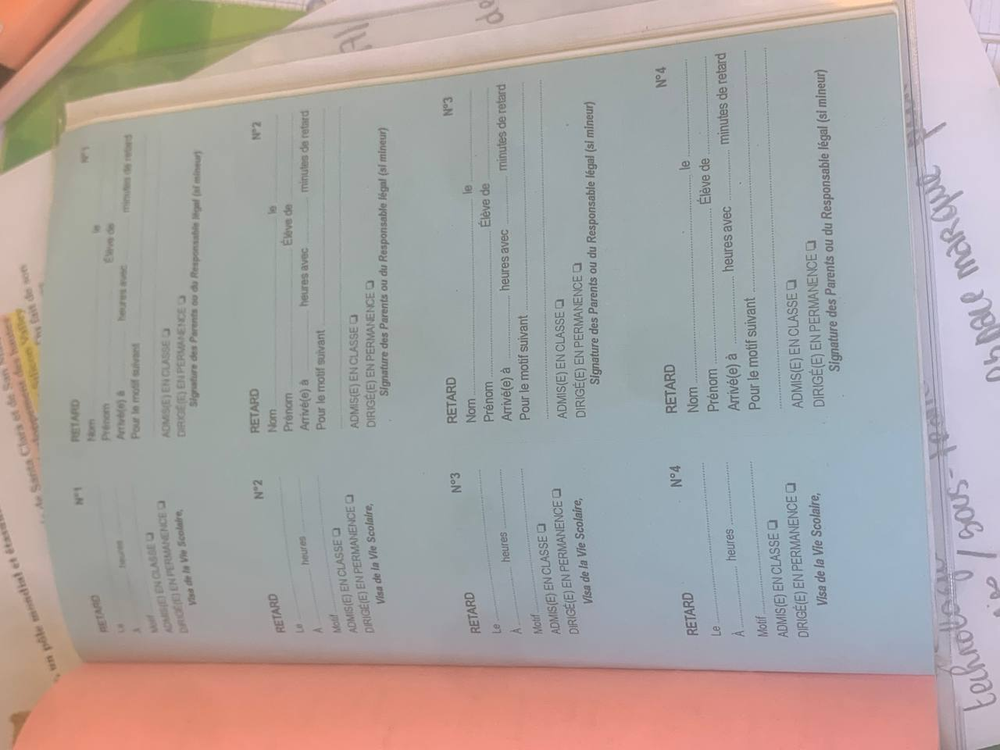 RETARD N°1
Le
À heures
Motif
ADMIS(E) EN CLASSE ❑
DIRIGÉ(E) EN PERMANENCE ❑
Visa de la Vie Scolaire,
RETARD N°1
Nom le
Prénom Élève de
Arrivé(e) à heures avec minutes de retard
Pour le motif suivant
ADMIS(E) EN CLASSE ❑
DIRIGÉ(E) EN PERMANENCE ❑
Signature des Parents ou du Responsable légal (si mineur)
RETARD N°2
Le
À heures
Motif
ADMIS(E) EN CLASSE ❑
DIRIGÉ(E) EN PERMANENCE ❑
Visa de la Vie Scolaire,
RETARD N°2
Nom le
Prénom Élève de
Arrivé(e) à heures avec minutes de retard
Pour le motif suivant
ADMIS(E) EN CLASSE ❑
DIRIGÉ(E) EN PERMANENCE ❑
Signature des Parents ou du Responsable légal (si mineur)
RETARD N°3
Le
À heures
Motif
ADMIS(E) EN CLASSE ❑
DIRIGÉ(E) EN PERMANENCE ❑
Visa de la Vie Scolaire,
RETARD N°3
Nom le
Prénom Élève de
Arrivé(e) à heures avec minutes de retard
Pour le motif suivant
ADMIS(E) EN CLASSE ❑
DIRIGÉ(E) EN PERMANENCE ❑
Signature des Parents ou du Responsable légal (si mineur)
RETARD N°4
Le
À heures
Motif
ADMIS(E) EN CLASSE ❑
DIRIGÉ(E) EN PERMANENCE ❑
Visa de la Vie Scolaire,
RETARD N°4
Nom le
Prénom Élève de
Arrivé(e) à heures avec minutes de retard
Pour le motif suivant
ADMIS(E) EN CLASSE ❑
DIRIGÉ(E) EN PERMANENCE ❑
Signature des Parents ou du Responsable légal (si mineur)
un pôle mondial et
de Santa Clara et de San
Valley
fait de son
de
marque